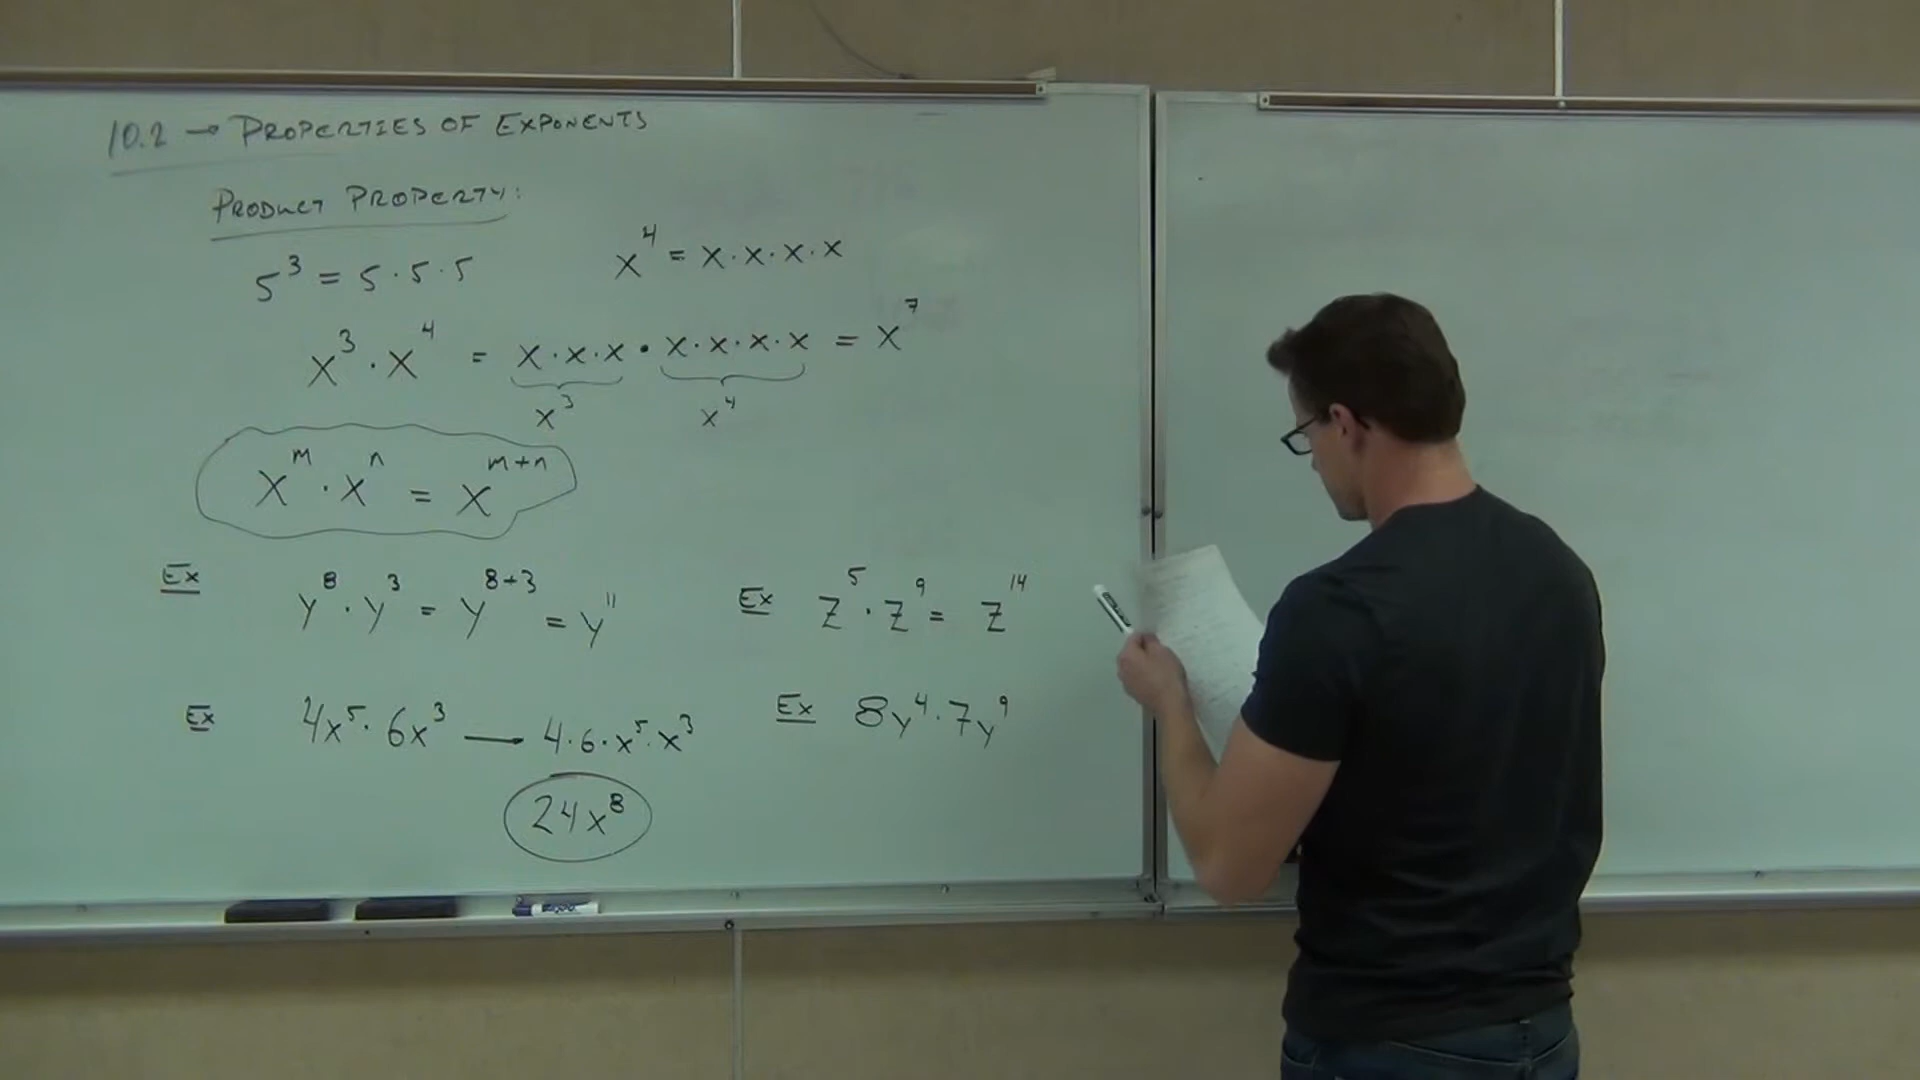 10.2 → PROPERTIES OF EXPONENTS
PRODUCT PROPERTY:
5³ = 5·5·5
x⁴ = x·x·x·x
x³·x⁴ = x·x·x • x·x·x·x = x⁷
x³ x⁴
xᵐ·xⁿ = xᵐ⁺ⁿ
Ex y⁸·y³ = y⁸⁺³ = y¹¹
Ex z⁵·z⁹ = z¹⁴
Ex 4x⁵·6x³ → 4·6·x⁵·x³
24x⁸
Ex 8y⁴·7y⁹